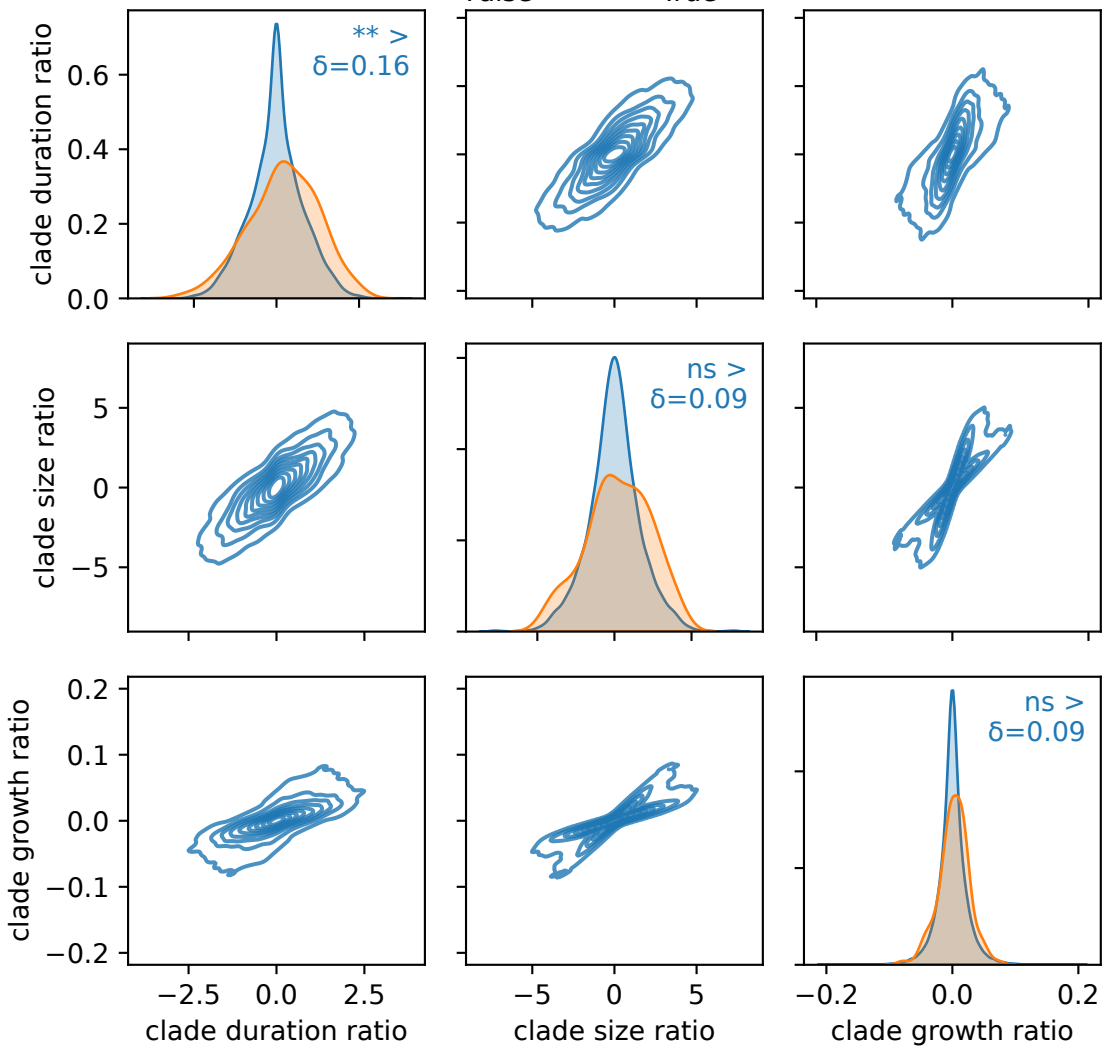 ** >
δ=0.16
clade duration ratio
0.6
0.4
0.2
0.0
ns >
δ=0.09
clade size ratio
5
0
−5
ns >
δ=0.09
clade growth ratio
0.2
0.1
0.0
−0.1
−0.2
−2.5 0.0 2.5
−5 0 5
−0.2 0.0 0.2
clade duration ratio
clade size ratio
clade growth ratio